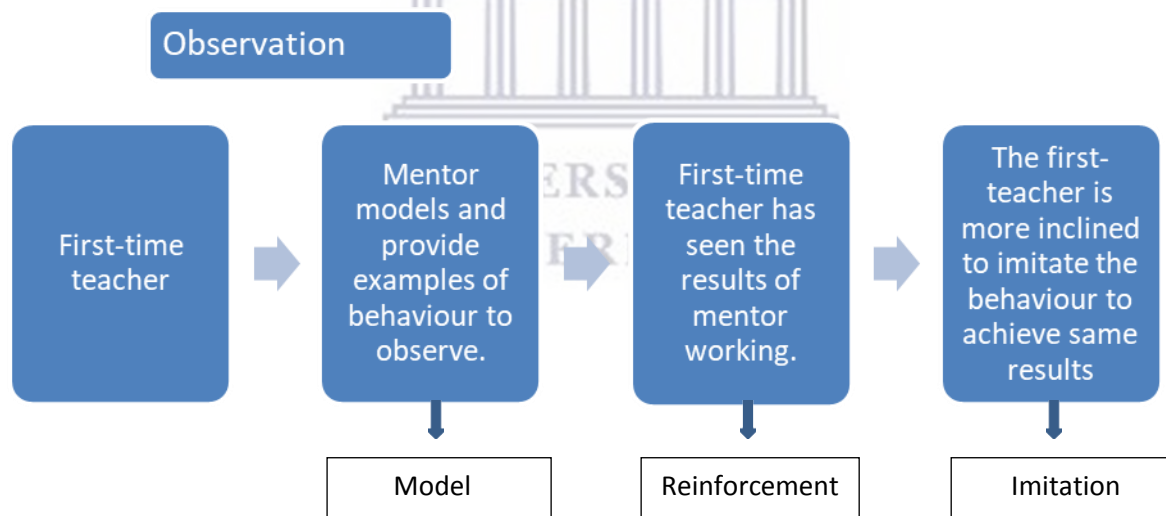 Observation
First-time
teacher
Mentor
models and
provide
examples of
behaviour to
observe.
First-time
teacher has
seen the
results of
mentor
working.
The first-
teacher is
more inclined
to imitate the
behaviour to
achieve same
results
Model
Reinforcement
Imitation